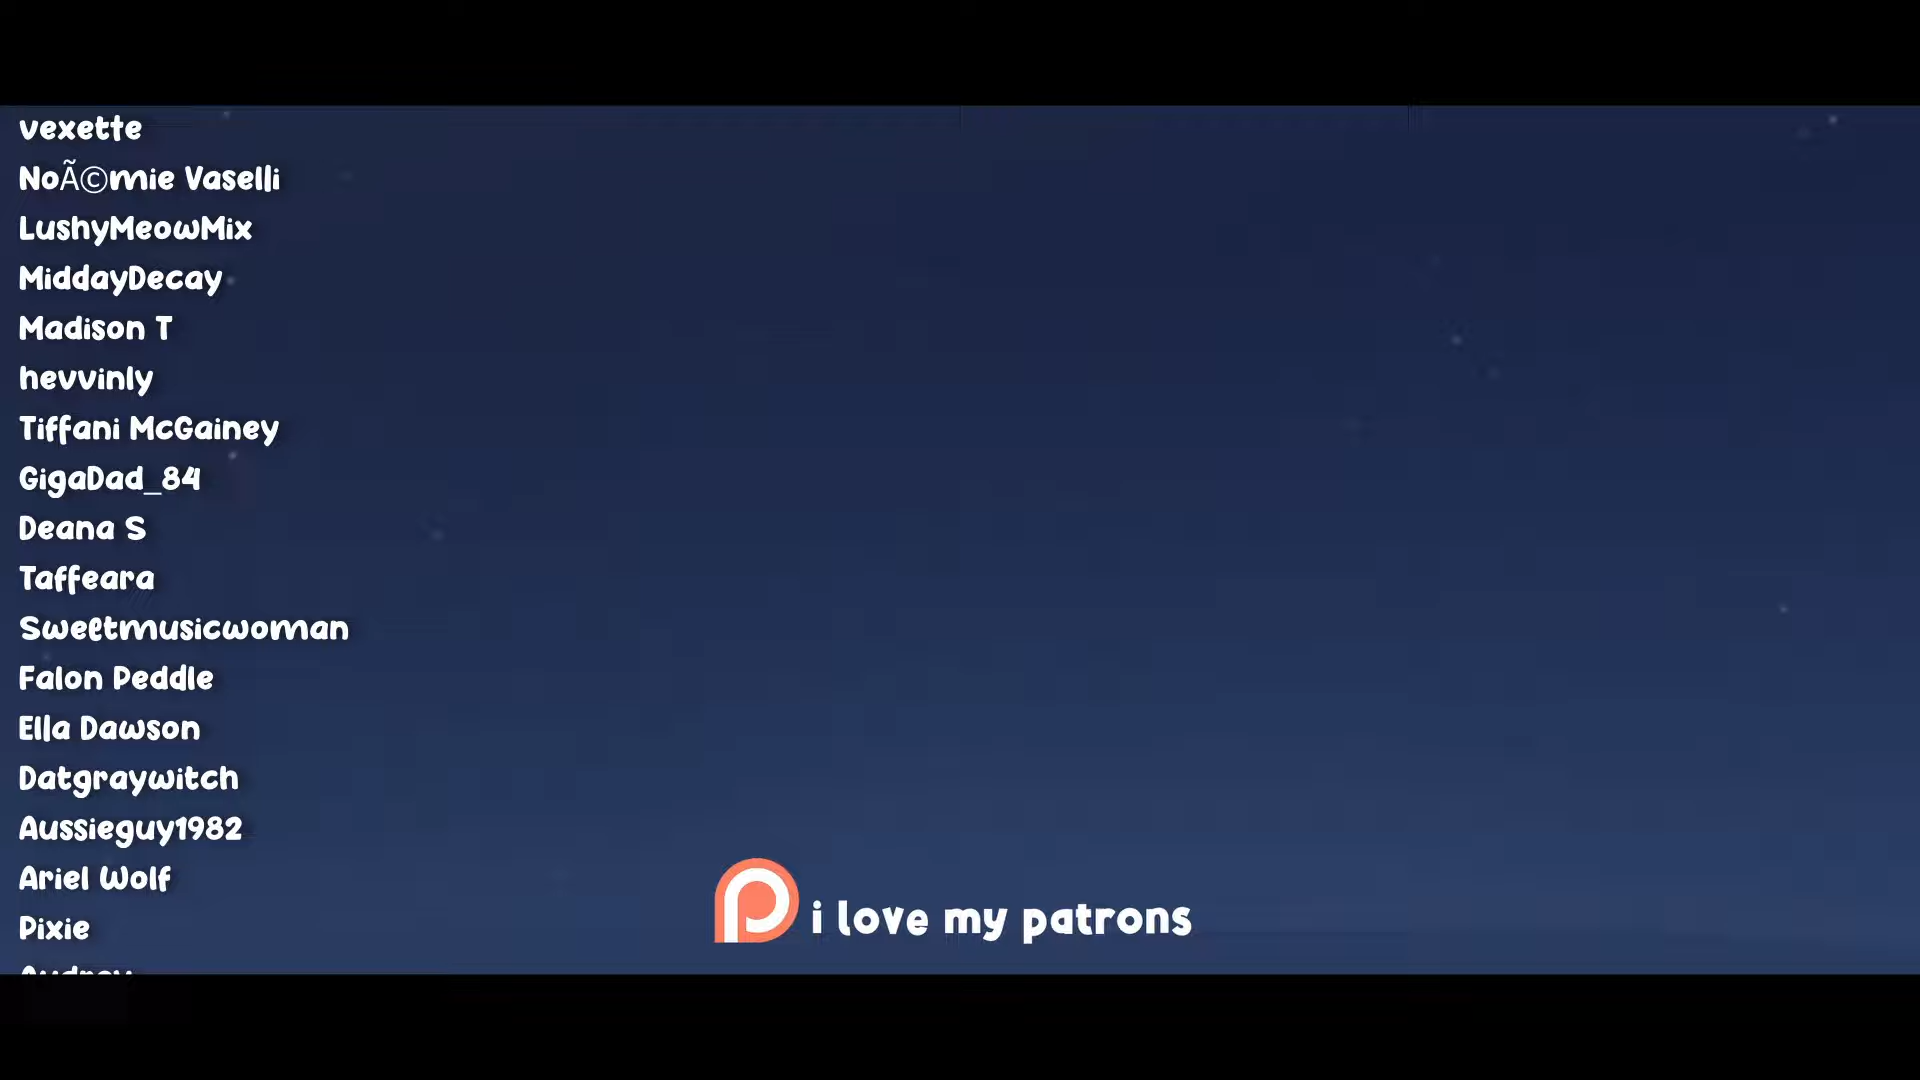 vexette
NoÃ©mie Vaselli
LushyMeowMix
MiddayDecay
Madison T
hevvinly
Tiffani McGainey
GigaDad_84
Deana S
Taffeara
Sweetmusicwoman
Falon Peddle
Ella Dawson
Datgraywitch
Aussieguy1982
Ariel Wolf
Pixie
i love my patrons